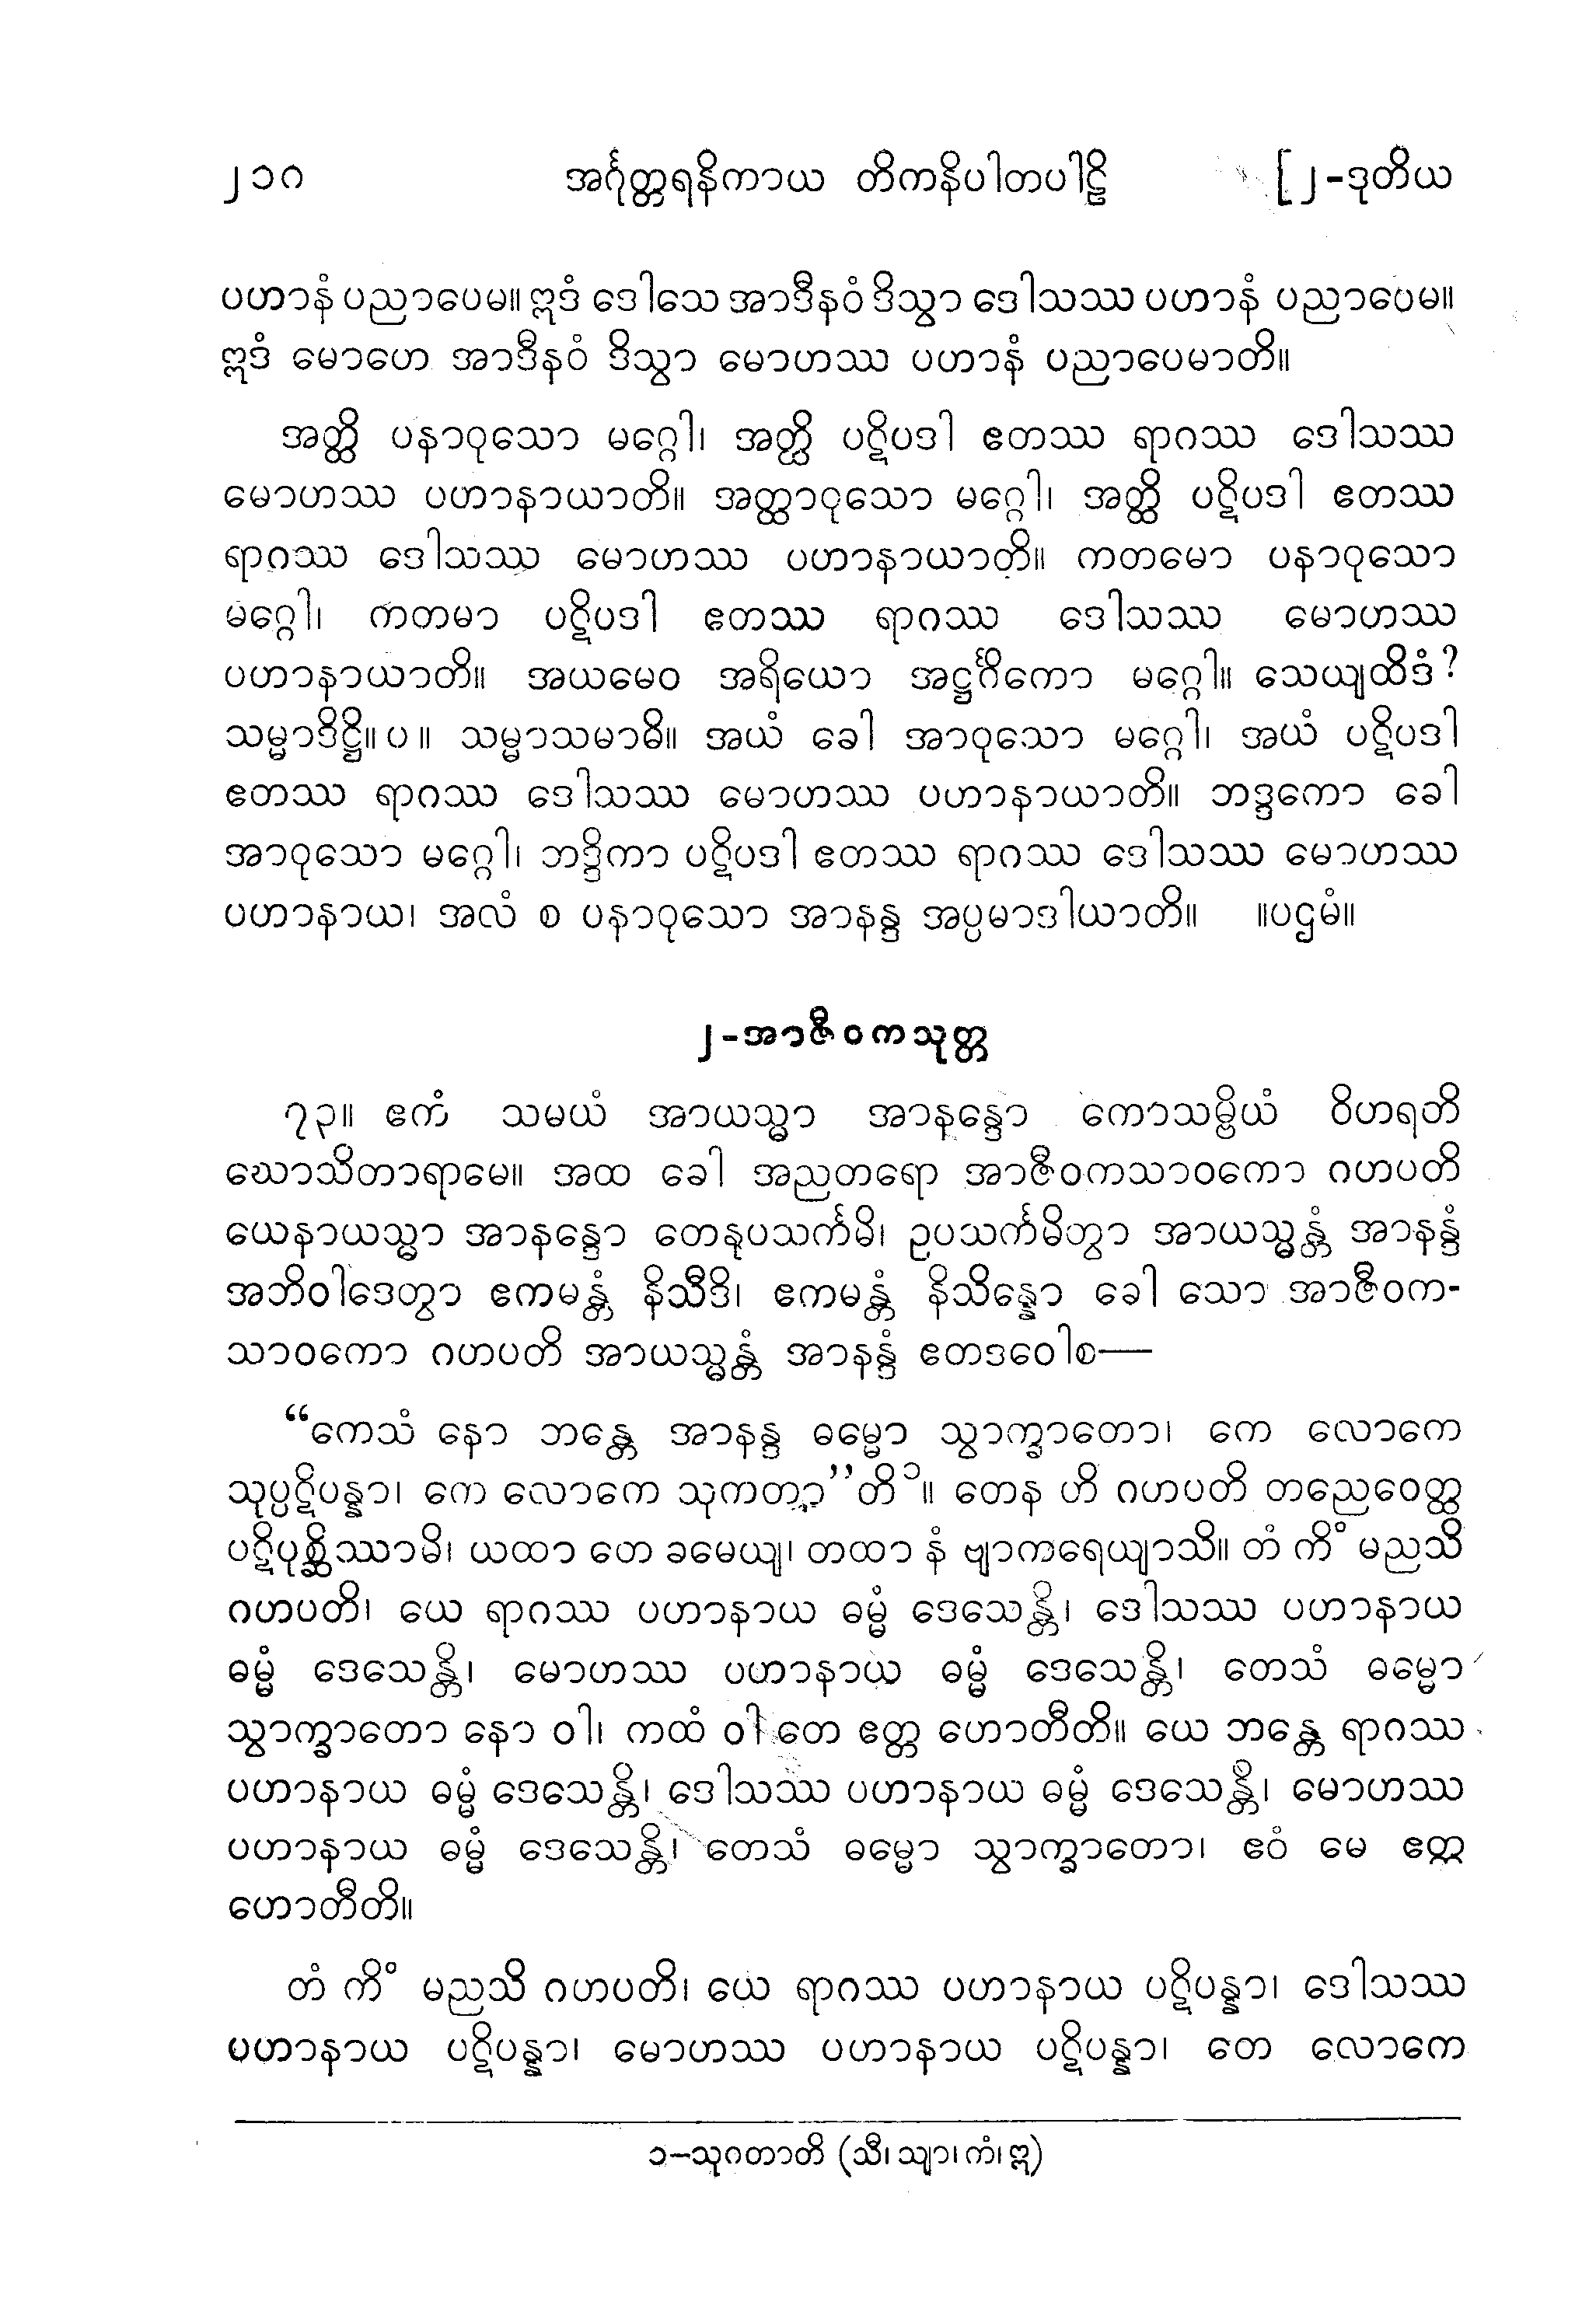 ၂၁၈ အင်္ဂုတ္တရနိကာယ တိကနိပါတပါဠိ [၂-ဒုတိယ
ပဟာနံ ပညာပေမ။ ဣဒံ ဒေါသေ အာဒီနဝံ ဒိသွာ ဒေါသဿ ပဟာနံ ပညာပေမ။
ဣဒံ မောဟေ အာဒီနဝံ ဒိသွာ မောဟဿ ပဟာနံ ပညာပေမာတိ။
အတ္ထိ ပနာဝုသော မဂ္ဂေါ၊ အတ္ထိ ပဋိပဒါ ဧတဿ ရာဂဿ ဒေါသဿ
မောဟဿ ပဟာနာယာတိ။ အတ္ထာဝုသော မဂ္ဂေါ၊ အတ္ထိ ပဋိပဒါ ဧတဿ
ရာဂဿ ဒေါသဿ မောဟဿ ပဟာနာယာတိ။ ကတမော ပနာဝုသော
မဂ္ဂေါ၊ ကတမာ ပဋိပဒါ ဧတဿ ရာဂဿ ဒေါသဿ မောဟဿ
ပဟာနာယာတိ။ အယမေဝ အရိယော အဋ္ဌင်္ဂိကော မဂ္ဂေါ။ သေယျထိဒံ?
သမ္မာဒိဋ္ဌိ။ ပ ။ သမ္မာသမာဓိ။ အယံ ခေါ အာဝုသော မဂ္ဂေါ၊ အယံ ပဋိပဒါ
ဧတဿ ရာဂဿ ဒေါသဿ မောဟဿ ပဟာနာယာတိ။ ဘဒ္ဒကော ခေါ
အာဝုသော မဂ္ဂေါ၊ ဘဒ္ဒိကာ ပဋိပဒါ ဧတဿ ရာဂဿ ဒေါသဿ မောဟဿ
ပဟာနာယ၊ အလံ စ ပနာဝုသော အာနန္ဒ အပ္ပမာဒါယာတိ။ ။ပဌမံ။
၂-အာဇီဝကသုတ္တ
၇၃။ ဧကံ သမယံ အာယသ္မာ အာနန္ဒော ကောသမ္ဗိယံ ဝိဟရတိ
ဃောသိတာရာမေ။ အထ ခေါ အညတရော အာဇီဝကသာဝကော ဂဟပတိ
ယေနာယသ္မာ အာနန္ဒော တေနုပသင်္ကမိ၊ ဥပသင်္ကမိတွာ အာယသ္မန္တံ အာနန္ဒံ
အဘိဝါဒေတွာ ဧကမန္တံ နိသီဒိ၊ ဧကမန္တံ နိသိန္နော ခေါ သော အာဇီဝက-
သာဝကော ဂဟပတိ အာယသ္မန္တံ အာနန္ဒံ ဧတဒဝေါစ—
“ကေသံ နော ဘန္တေ အာနန္ဒ ဓမ္မော သွာက္ခာတော၊ ကေ လောကေ
သုပ္ပဋိပန္နာ၊ ကေ လောကေ သုကတာ”တိ၁။ တေန ဟိ ဂဟပတိ တညေဝေတ္ထ
ပဋိပုစ္ဆိဿာမိ၊ ယထာ တေ ခမေယျ၊ တထာ နံ ဗျာကရေယျာသိ။ တံ ကိံ မညသိ
ဂဟပတိ၊ ယေ ရာဂဿ ပဟာနာယ ဓမ္မံ ဒေသေန္တိ၊ ဒေါသဿ ပဟာနာယ
ဓမ္မံ ဒေသေန္တိ၊ မောဟဿ ပဟာနာယ ဓမ္မံ ဒေသေန္တိ၊ တေသံ ဓမ္မော
သွာက္ခာတော နော ဝါ၊ ကထံ ဝါ တေ ဧတ္ထ ဟောတီတိ။ ယေ ဘန္တေ ရာဂဿ
ပဟာနာယ ဓမ္မံ ဒေသေန္တိ၊ ဒေါသဿ ပဟာနာယ ဓမ္မံ ဒေသေန္တိ၊ မောဟဿ
ပဟာနာယ ဓမ္မံ ဒေသေန္တိ၊ တေသံ ဓမ္မော သွာက္ခာတော၊ ဧဝံ မေ ဧတ္ထ
ဟောတီတိ။
တံ ကိံ မညသိ ဂဟပတိ၊ ယေ ရာဂဿ ပဟာနာယ ပဋိပန္နာ၊ ဒေါသဿ
ပဟာနာယ ပဋိပန္နာ၊ မောဟဿ ပဟာနာယ ပဋိပန္နာ၊ တေ လောကေ
၁-သုဂတာတိ (သီ၊ သျာ၊ ကံ၊ ဣ)